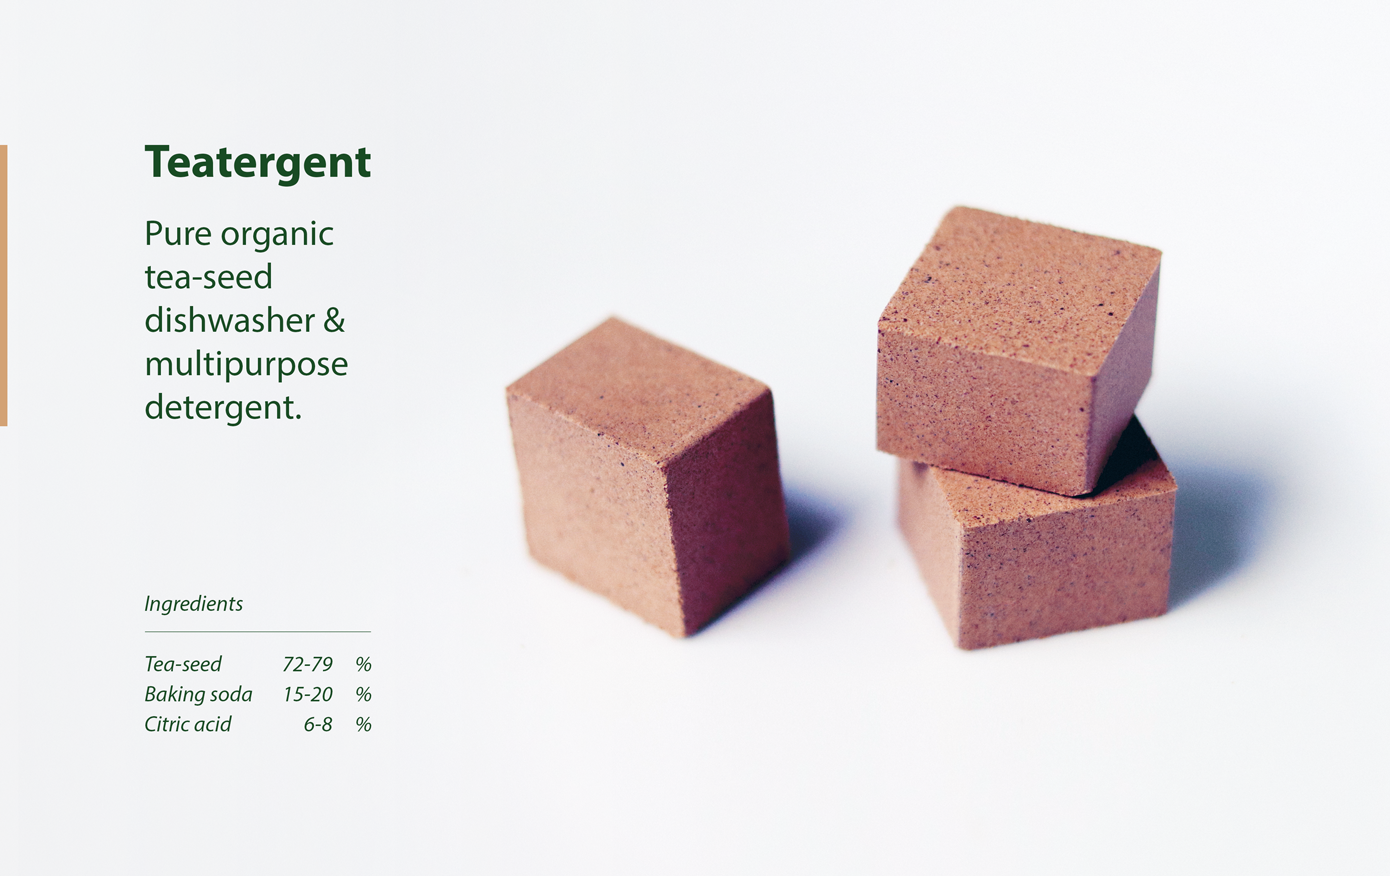 Teatergent
Pure organic
tea-seed
dishwasher &
multipurpose
detergent.
Ingredients
Tea-seed 72-79 %
Baking soda 15-20 %
Citric acid 6-8 %